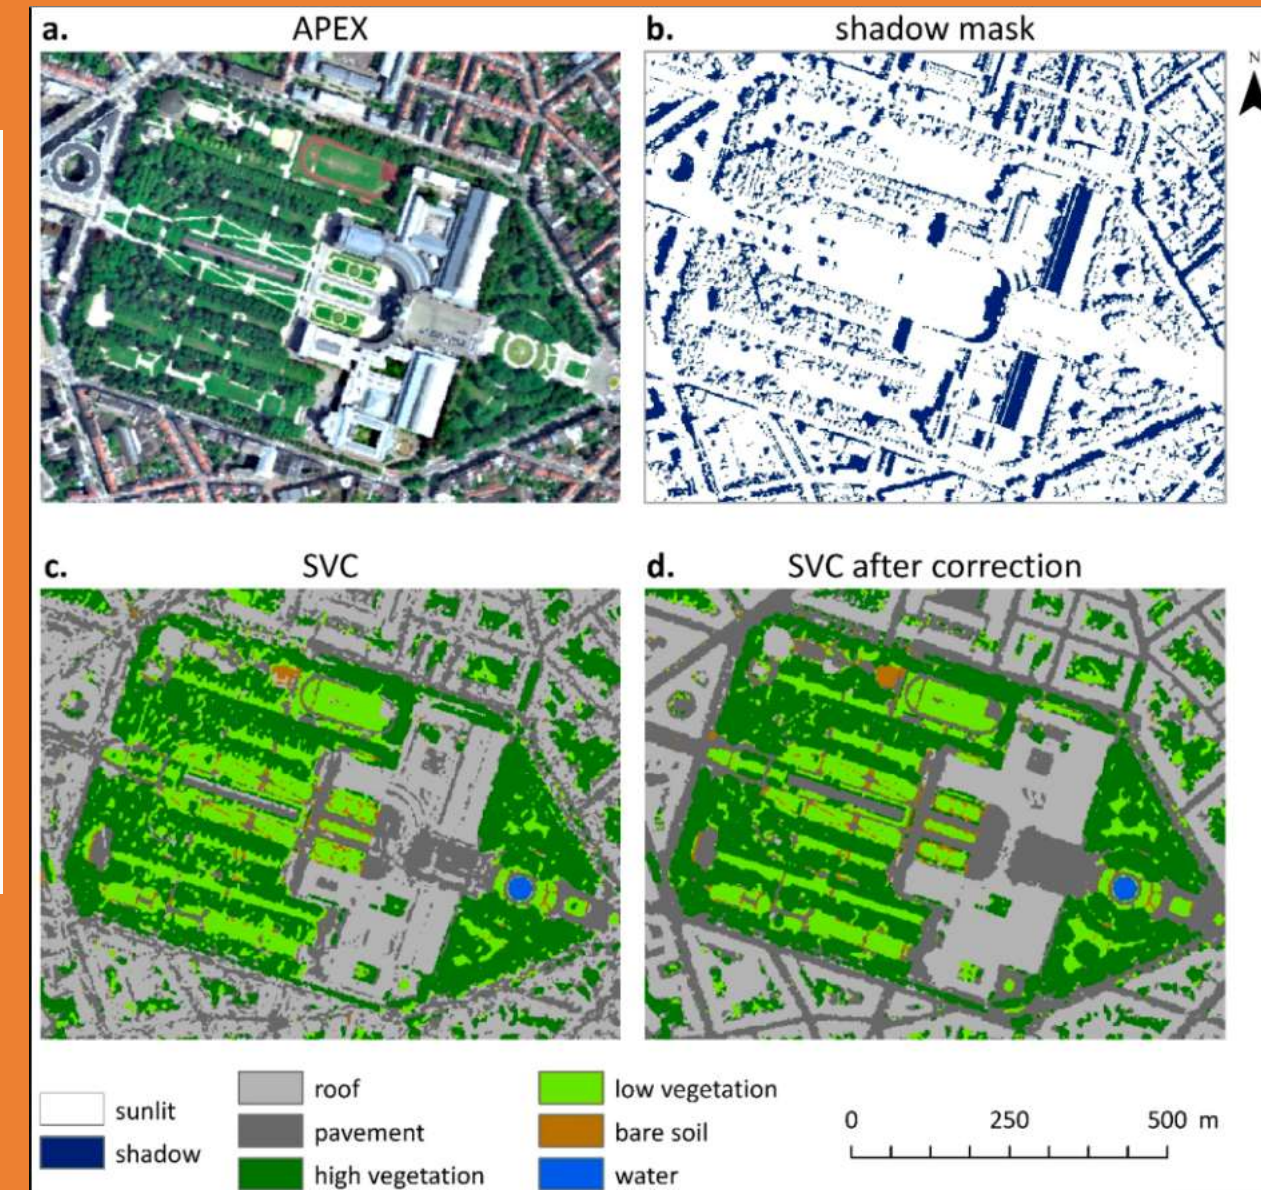 a. APEX
b. shadow mask
N
c. SVC
d. SVC after correction
sunlit
shadow
roof
pavement
high vegetation
low vegetation
bare soil
water
0 250 500 m